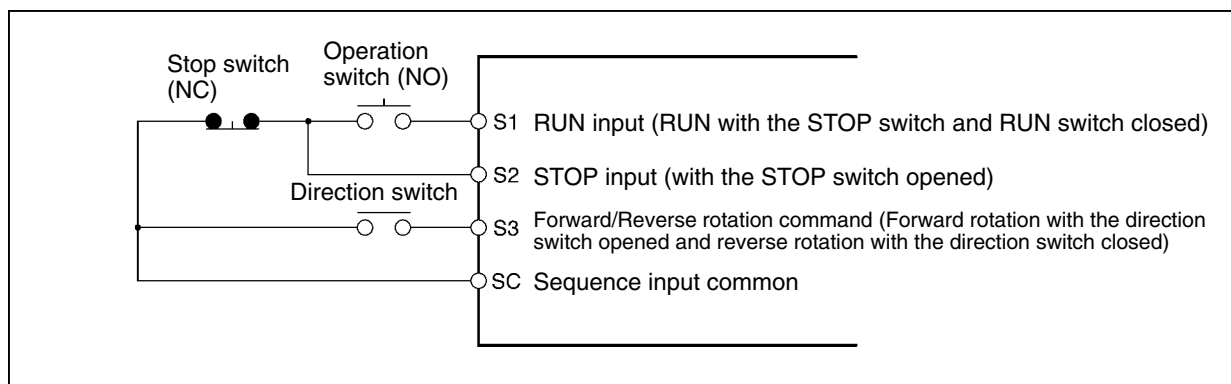 Stop switch
(NC)
Operation
switch (NO)
S1 RUN input (RUN with the STOP switch and RUN switch closed)
S2 STOP input (with the STOP switch opened)
Direction switch
S3 Forward/Reverse rotation command (Forward rotation with the direction
switch opened and reverse rotation with the direction switch closed)
SC Sequence input common